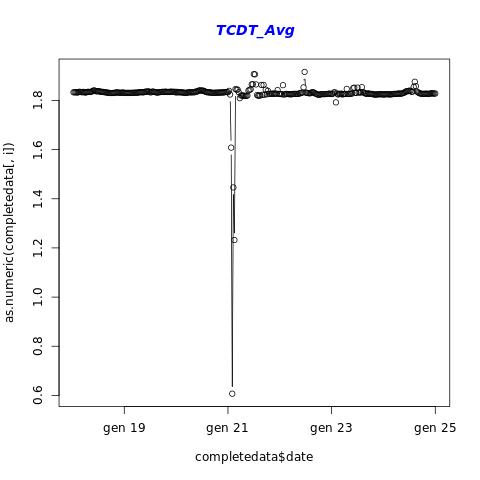 TCDT_Avg
as.numeric(completedata[, i])
1.8
1.6
1.4
1.2
1.0
0.8
0.6
gen 19
gen 21
gen 23
gen 25
completedata$date